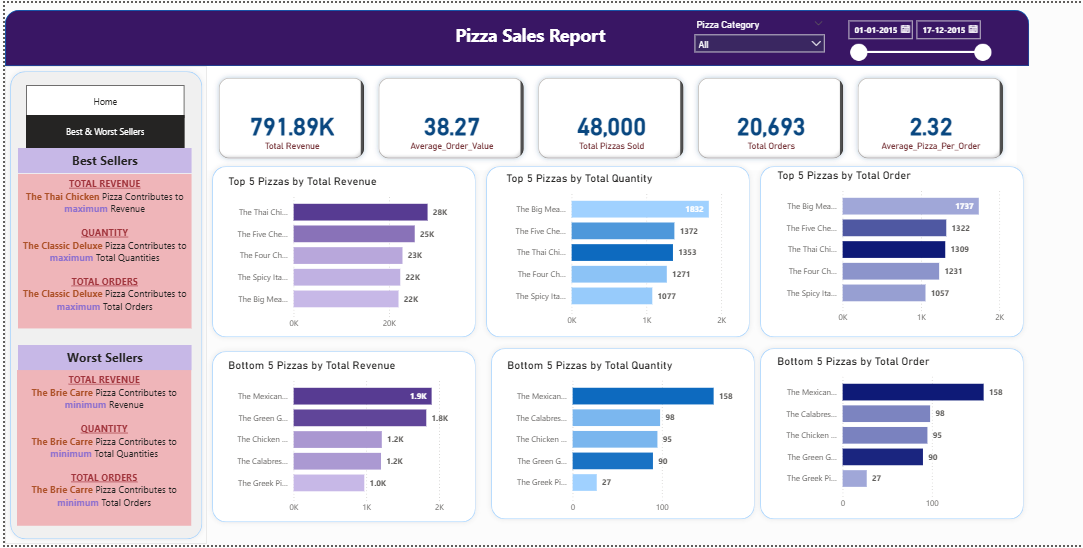 Pizza Sales Report
Pizza Category
All
01-01-2015
17-12-2015
Home
Best & Worst Sellers
Best Sellers
TOTAL REVENUE
The Thai Chicken Pizza Contributes to
maximum Revenue
QUANTITY
The Classic Deluxe Pizza Contributes to
maximum Total Quantities
TOTAL ORDERS
The Classic Deluxe Pizza Contributes to
maximum Total Orders
Worst Sellers
TOTAL REVENUE
The Brie Carre Pizza Contributes to
minimum Revenue
QUANTITY
The Brie Carre Pizza Contributes to
minimum Total Quantities
TOTAL ORDERS
The Brie Carre Pizza Contributes to
minimum Total Orders
791.89K
Total Revenue
38.27
Average_Order_Value
48,000
Total Pizzas Sold
20,693
Total Orders
2.32
Average_Pizza_Per_Order
Top 5 Pizzas by Total Revenue
The Thai Chi... 28K
The Five Che... 25K
The Four Ch... 23K
The Spicy Ita... 22K
The Big Mea... 22K
0K 20K
Top 5 Pizzas by Total Quantity
The Big Mea... 1832
The Five Che... 1372
The Thai Chi... 1353
The Four Ch... 1271
The Spicy Ita... 1077
0K 1K 2K
Top 5 Pizzas by Total Order
The Big Mea... 1737
The Five Che... 1322
The Thai Chi... 1309
The Four Ch... 1231
The Spicy Ita... 1057
0K 1K 2K
Bottom 5 Pizzas by Total Revenue
The Mexican... 1.9K
The Green G... 1.8K
The Chicken ... 1.2K
The Calabres... 1.2K
The Greek Pi... 1.0K
0K 1K 2K
Bottom 5 Pizzas by Total Quantity
The Mexican... 158
The Calabres... 98
The Chicken ... 95
The Green G... 90
The Greek Pi... 27
0 100
Bottom 5 Pizzas by Total Order
The Mexican... 158
The Calabres... 98
The Chicken ... 95
The Green G... 90
The Greek Pi... 27
0 100